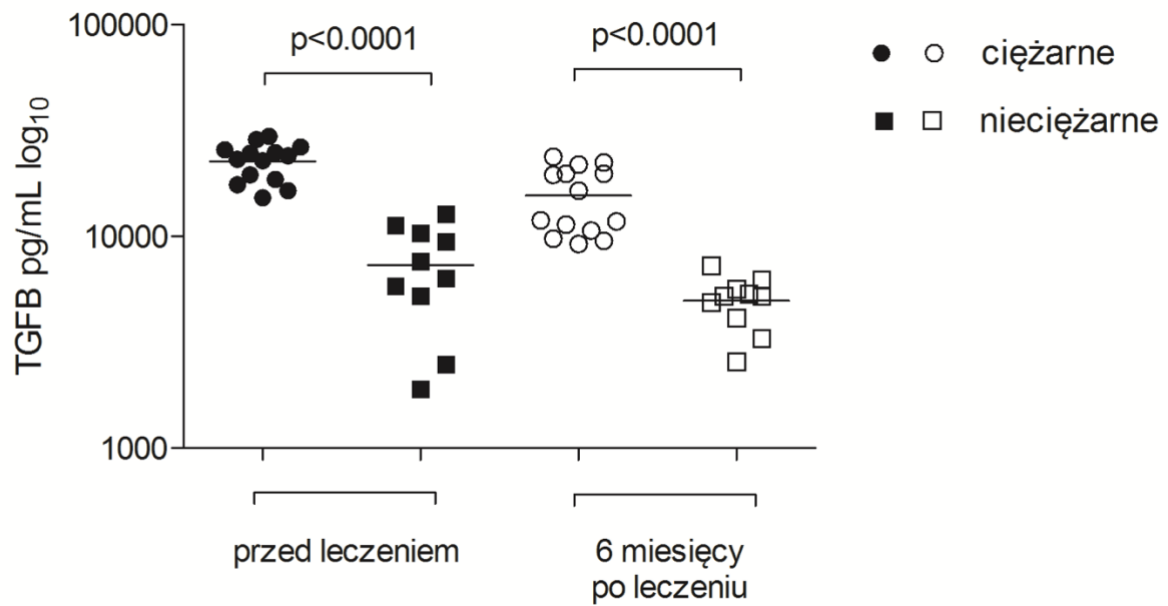 100000
p<0.0001
p<0.0001
ciężarne
nieciężarne
TGFB pg/mL log10
10000
1000
przed leczeniem
6 miesięcy
po leczeniu